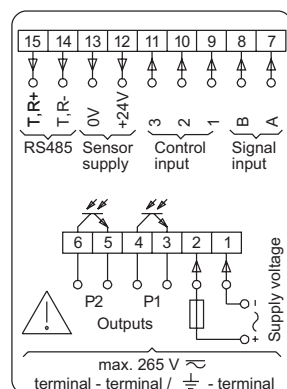 15 14 13 12 11 10 9 8 7
T,R+ T,R- 0V +24V 3 2 1 B A
RS485 Sensor supply Control input Signal input
6 5 4 3 2 1
P2 P1
Outputs
- +
Supply voltage
max. 265 V
terminal - terminal / - terminal